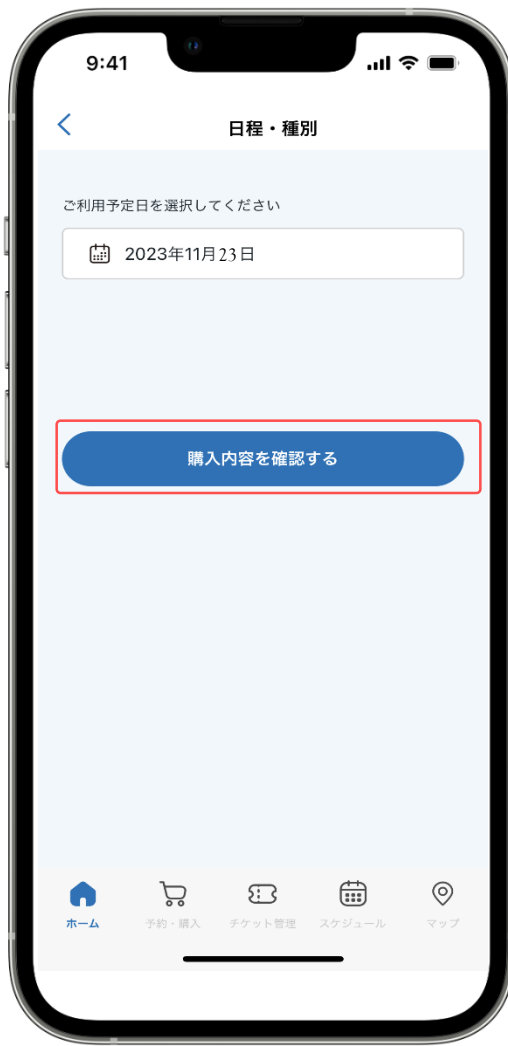 9:41
日程・種別
ご利用予定日を選択してください
2023年11月23日
購入内容を確認する
ホーム 予約・購入 チケット管理 スケジュール マップ